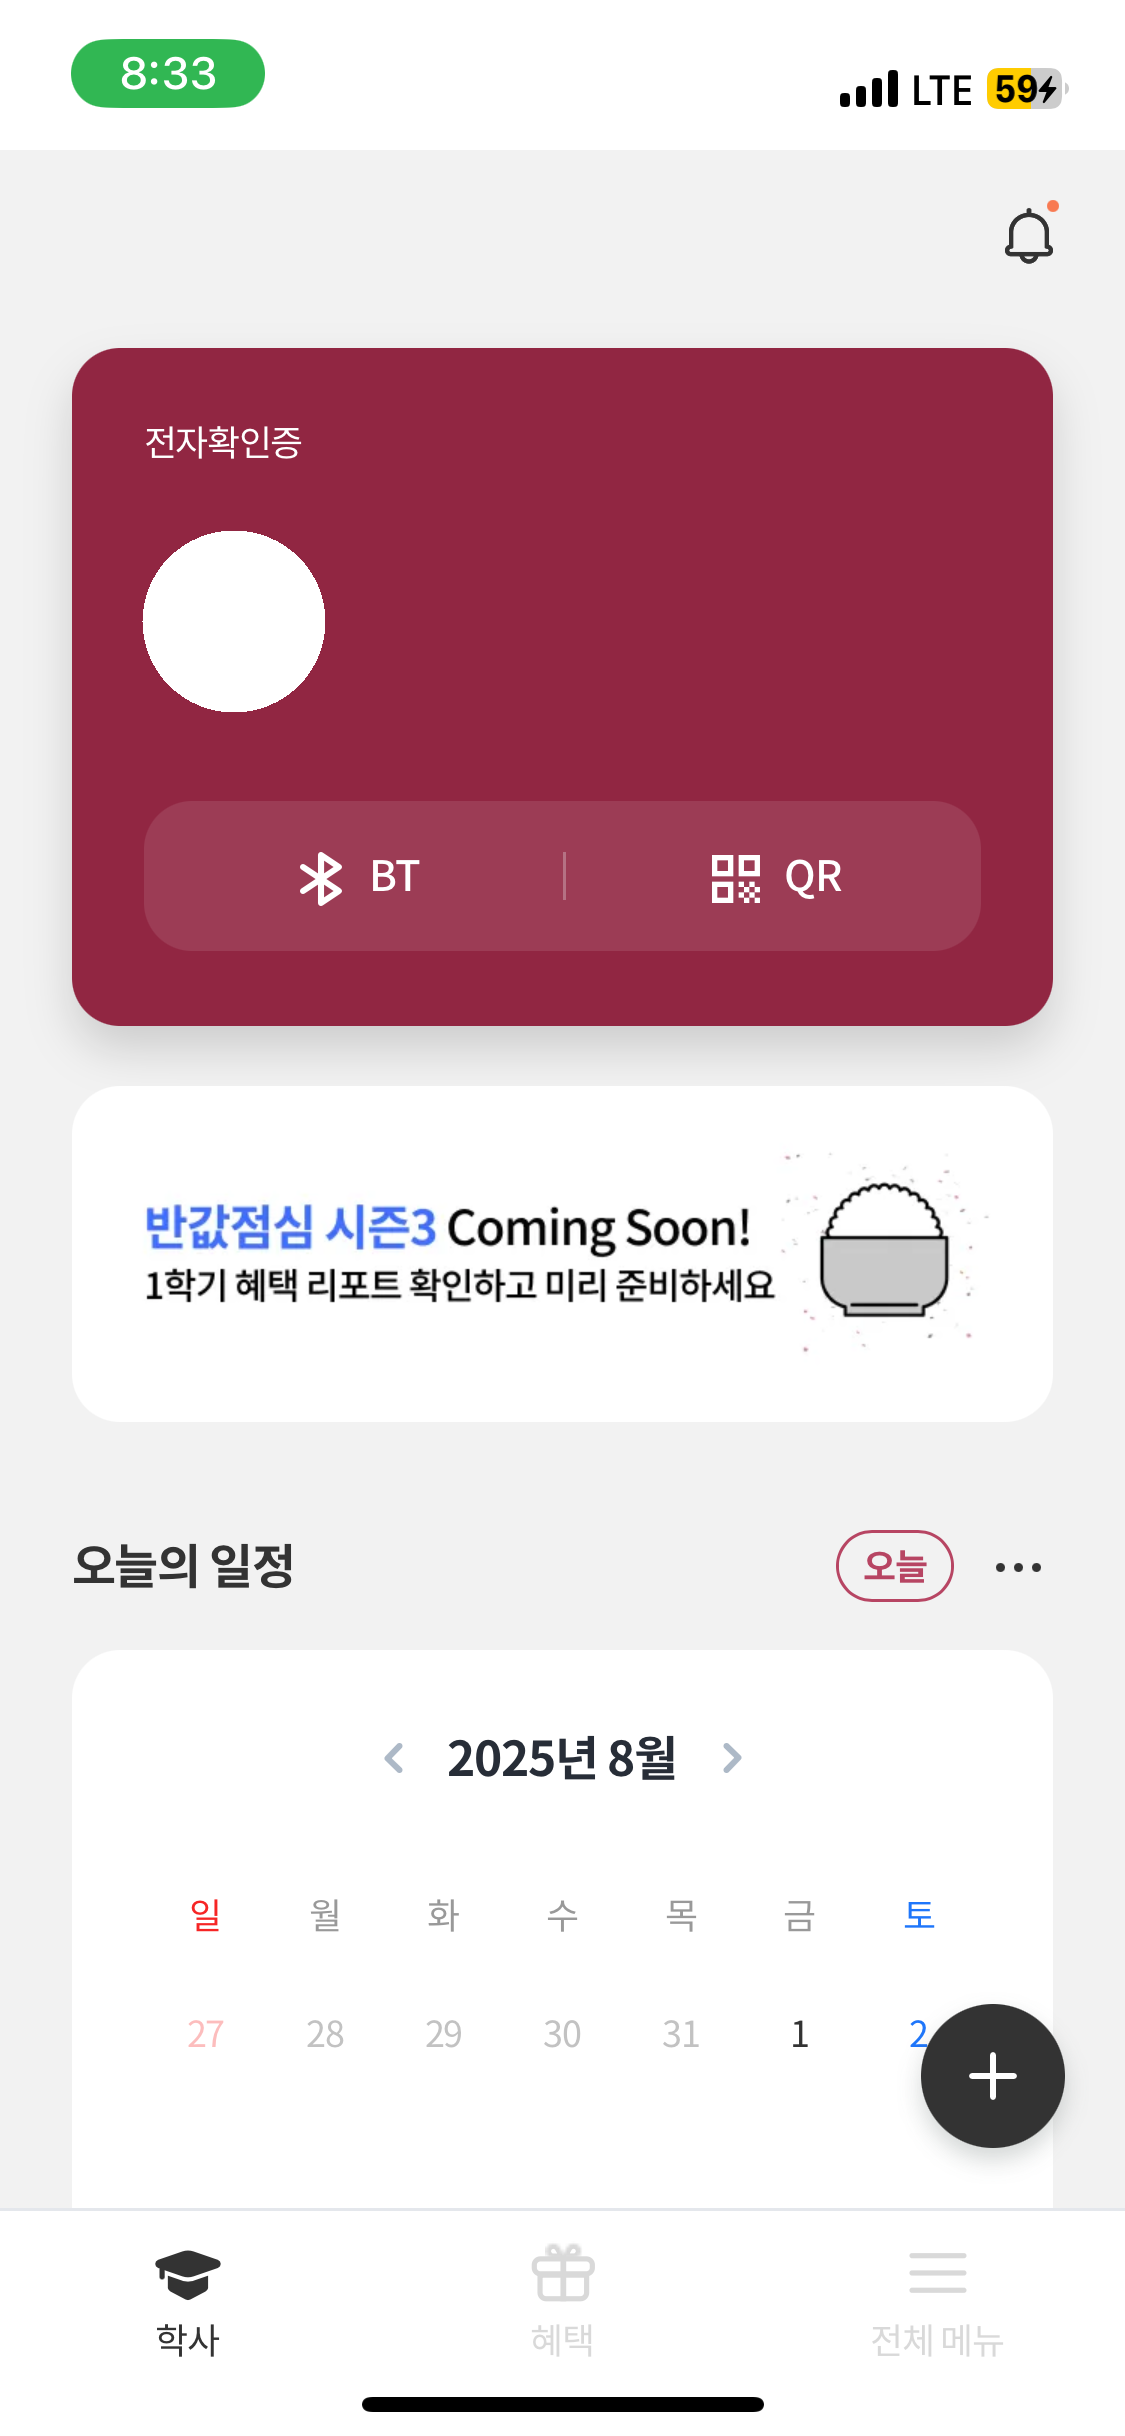 8:33 LTE 59
전자확인증
BT QR
반값점심 시즌3 Coming Soon!
1학기 혜택 리포트 확인하고 미리 준비하세요
오늘의 일정 오늘
2025년 8월
일 월 화 수 목 금 토
27 28 29 30 31 1 2
학사 혜택 전체 메뉴